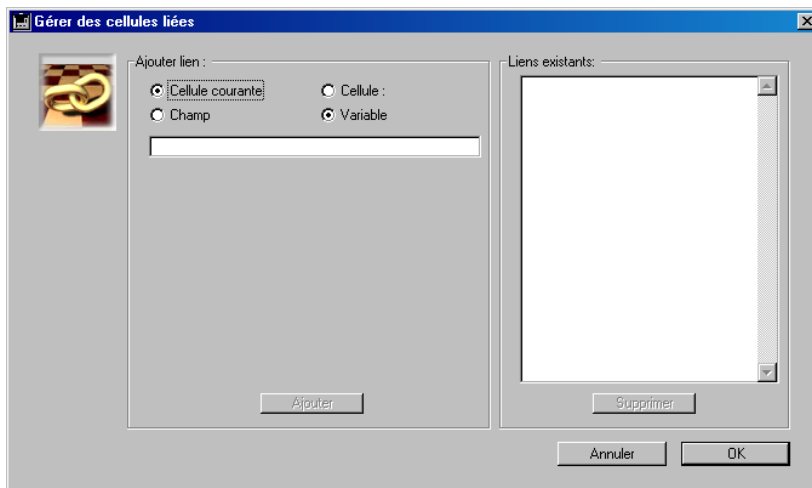 Gérer des cellules liées
Ajouter lien :
Cellule courante
Cellule :
Champ
Variable
Ajouter
Liens existants:
Supprimer
Annuler
OK